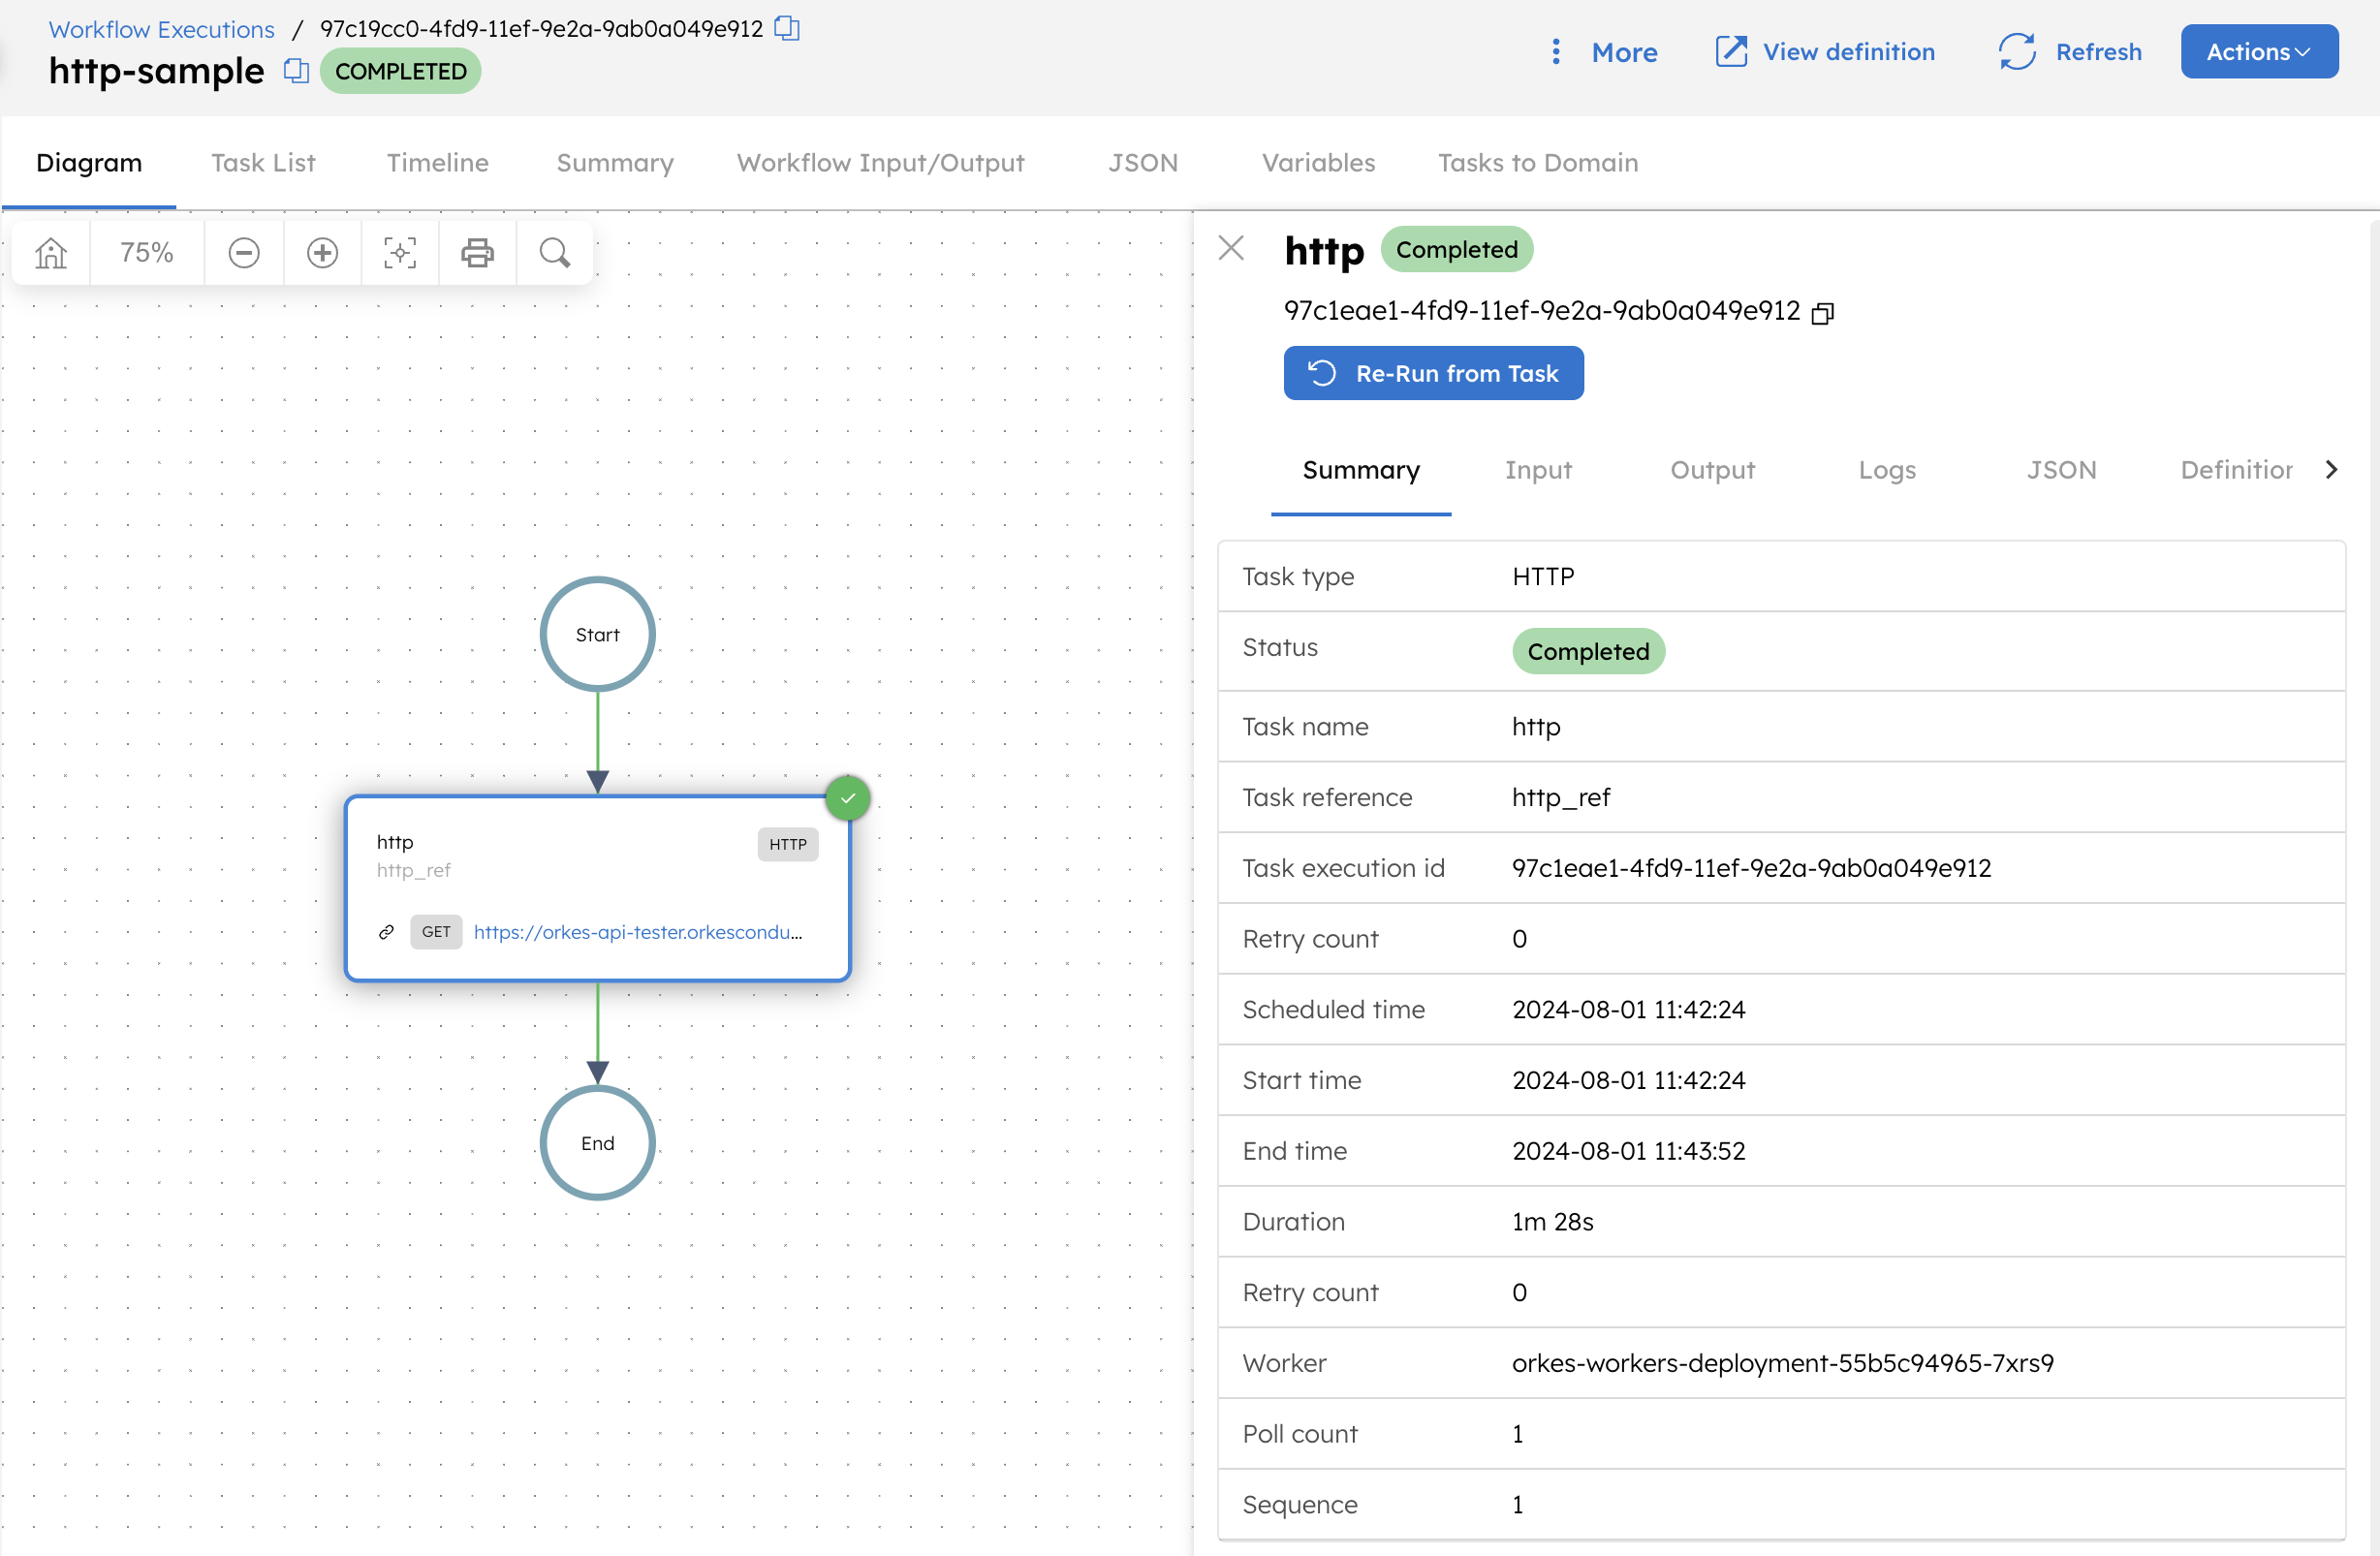 Workflow Executions / 97c19cc0-4fd9-11ef-9e2a-9ab0a049e912
http-sample COMPLETED
More View definition Refresh Actions
Diagram Task List Timeline Summary Workflow Input/Output JSON Variables Tasks to Domain
75%
Start
http HTTP
http_ref
GET https://orkes-api-tester.orkescondu...
End
http Completed
97c1eae1-4fd9-11ef-9e2a-9ab0a049e912
Re-Run from Task
Summary Input Output Logs JSON Definition
Task type HTTP
Status Completed
Task name http
Task reference http_ref
Task execution id 97c1eae1-4fd9-11ef-9e2a-9ab0a049e912
Retry count 0
Scheduled time 2024-08-01 11:42:24
Start time 2024-08-01 11:42:24
End time 2024-08-01 11:43:52
Duration 1m 28s
Retry count 0
Worker orkes-workers-deployment-55b5c94965-7xrs9
Poll count 1
Sequence 1